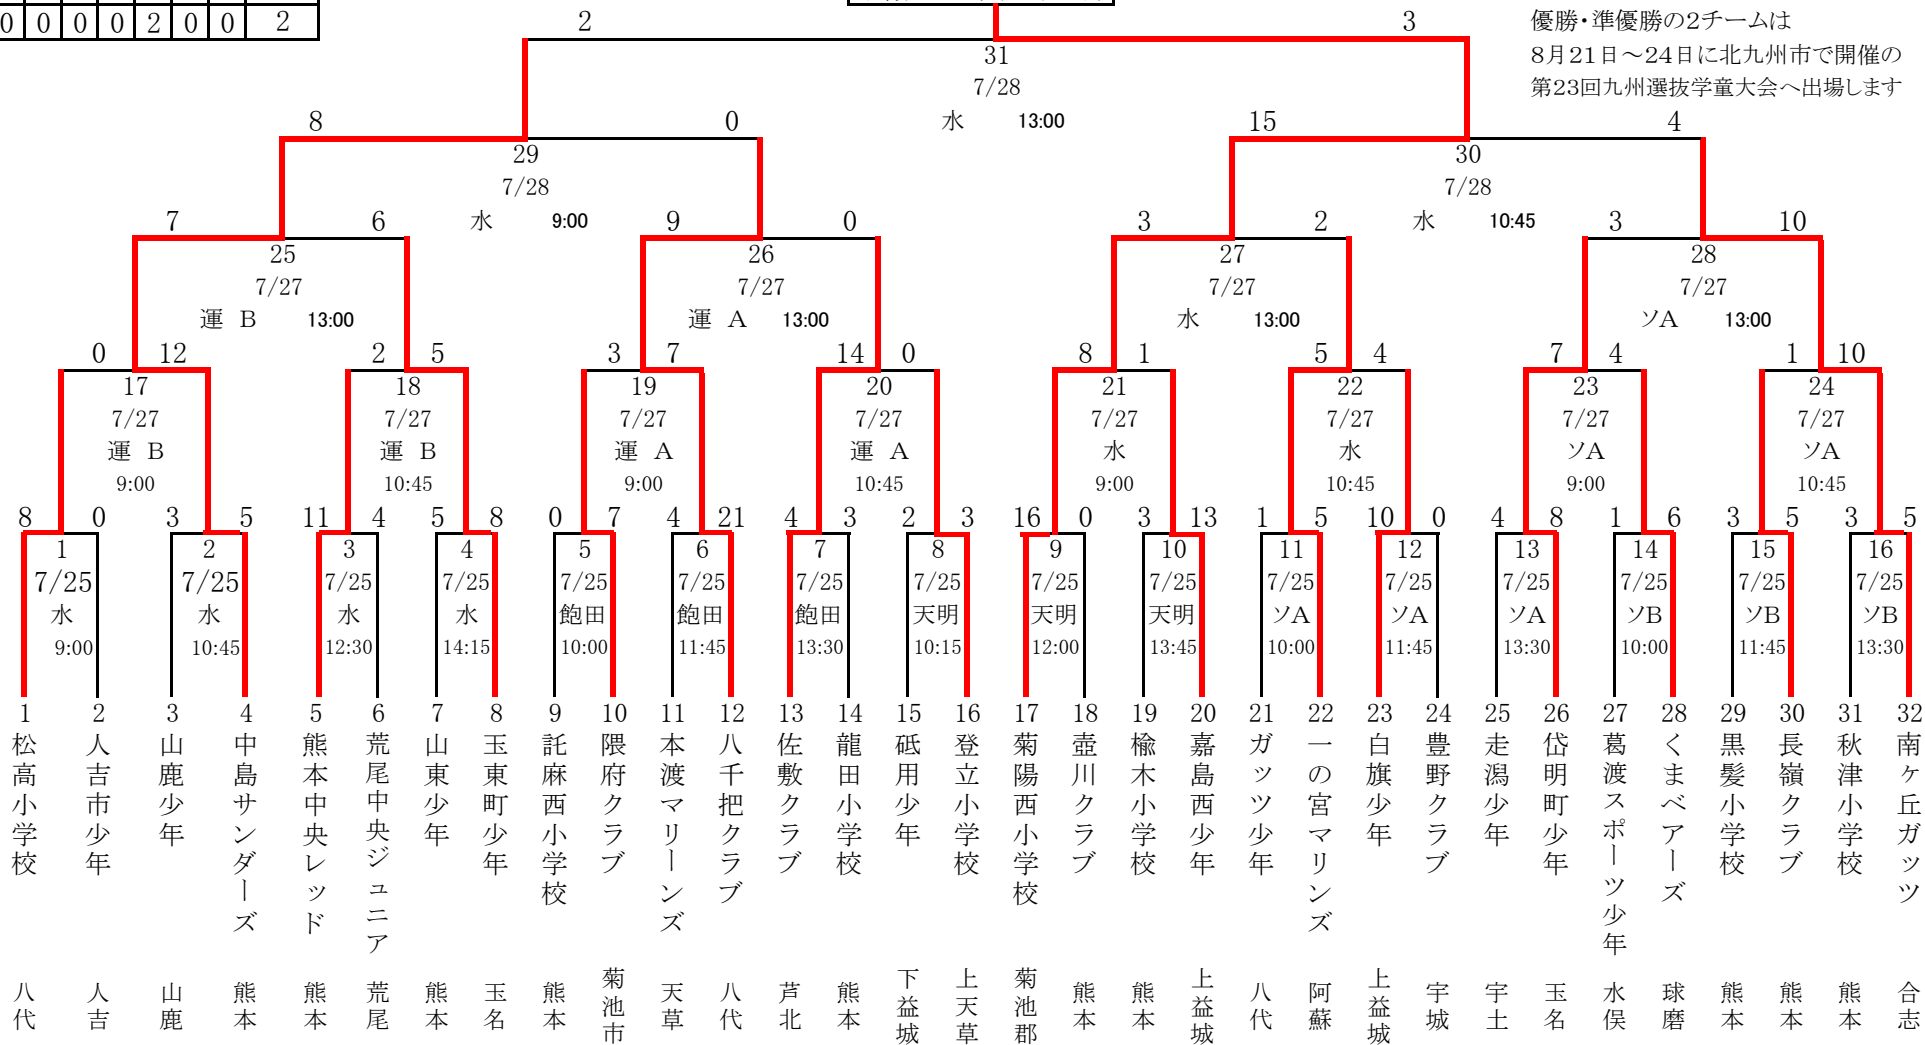 0 0 0 0 2 0 0 2
優勝・準優勝の2チームは
8月21日～24日に北九州市で開催の
第23回九州選抜学童大会へ出場します
2 3
31
7/28
水 13:00
8 0 15 4
29 30
7/28 7/28
水 9:00 水 10:45
7 6 9 0 3 2 3 10
25 26 27 28
7/27 7/27 7/27 7/27
運 B 13:00 運 A 13:00 水 13:00 ソA 13:00
0 12 2 5 3 7 14 0 8 1 5 4 7 4 1 10
17 18 19 20 21 22 23 24
7/27 7/27 7/27 7/27 7/27 7/27 7/27 7/27
運 B 運 B 運 A 運 A 水 水 ソA ソA
9:00 10:45 9:00 10:45 9:00 10:45 9:00 10:45
8 0 3 5 11 4 5 8 0 7 4 21 4 3 2 3 16 0 3 13 1 5 10 0 4 8 1 6 3 5 3 5
1 2 3 4 5 6 7 8 9 10 11 12 13 14 15 16
7/25 7/25 7/25 7/25 7/25 7/25 7/25 7/25 7/25 7/25 7/25 7/25 7/25 7/25 7/25 7/25
水 水 水 水 飽田 飽田 飽田 天明 天明 天明 ソA ソA ソA ソB ソB ソB
9:00 10:45 12:30 14:15 10:00 11:45 13:30 10:15 12:00 13:45 10:00 11:45 13:30 10:00 11:45 13:30
1 松高小学校 八代
2 人吉市少年 人吉
3 山鹿少年 山鹿
4 中島サンダーズ 熊本
5 熊本中央レッド 熊本
6 荒尾中央ジュニア 荒尾
7 山東少年 熊本
8 玉東町少年 玉名
9 託麻西小学校 熊本
10 隈府クラブ 菊池市
11 本渡マリーンズ 天草
12 八千把クラブ 八代
13 佐敷クラブ 芦北
14 龍田小学校 熊本
15 砥用少年 下益城
16 登立小学校 上天草
17 菊陽西小学校 菊池郡
18 壺川クラブ 熊本
19 楡木小学校 熊本
20 嘉島西少年 上益城
21 ガッツ少年 八代
22 一の宮マリンズ 阿蘇
23 白旗少年 上益城
24 豊野クラブ 宇城
25 走潟少年 宇土
26 岱明町少年 玉名
27 葛渡スポーツ少年 水俣
28 くまベアーズ 球磨
29 黒髪小学校 熊本
30 長嶺クラブ 熊本
31 秋津小学校 熊本
32 南ヶ丘ガッツ 合志